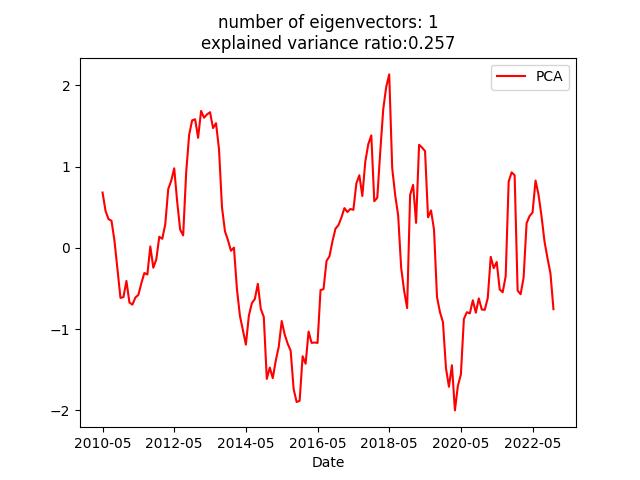 number of eigenvectors: 1
explained variance ratio:0.257
PCA
2
1
0
−1
−2
2010-05 2012-05 2014-05 2016-05 2018-05 2020-05 2022-05
Date